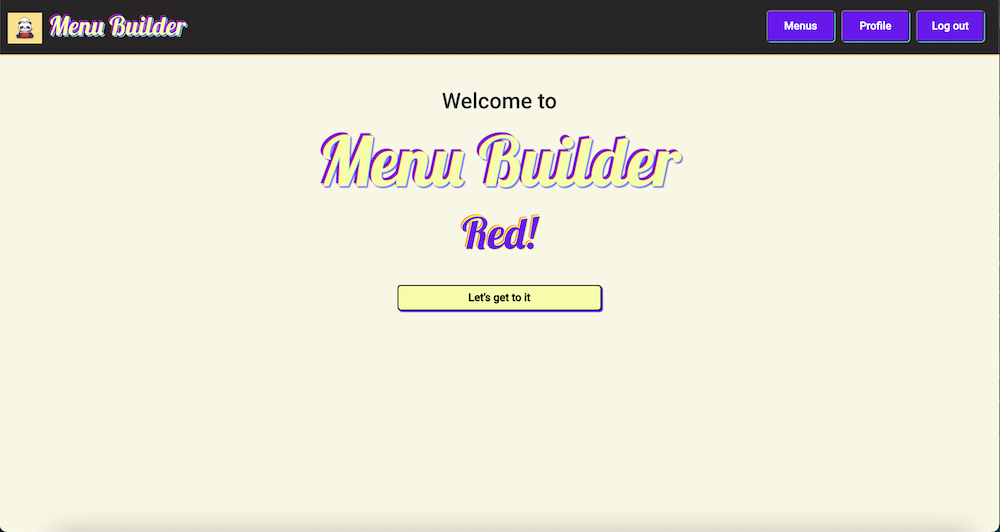 Menu Builder
Menus
Profile
Log out
Welcome to
Menu Builder
Red!
Let's get to it